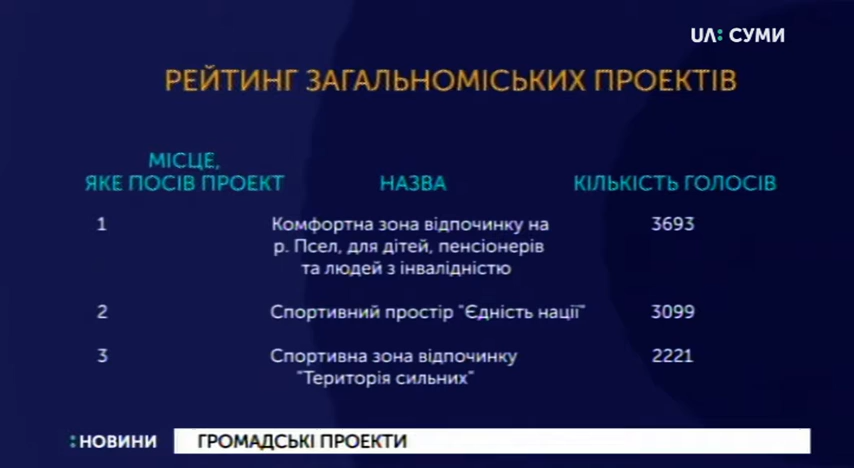 UA: СУМИ
РЕЙТИНГ ЗАГАЛЬНОМІСЬКИХ ПРОЕКТІВ
МІСЦЕ,
ЯКЕ ПОСІВ ПРОЕКТ НАЗВА КІЛЬКІСТЬ ГОЛОСІВ
1 Комфортна зона відпочинку на 3693
р. Псел, для дітей, пенсіонерів
та людей з інвалідністю
2 Спортивний простір "Єдність нації" 3099
3 Спортивна зона відпочинку 2221
"Територія сильних"
:НОВИНИ ГРОМАДСЬКІ ПРОЕКТИ